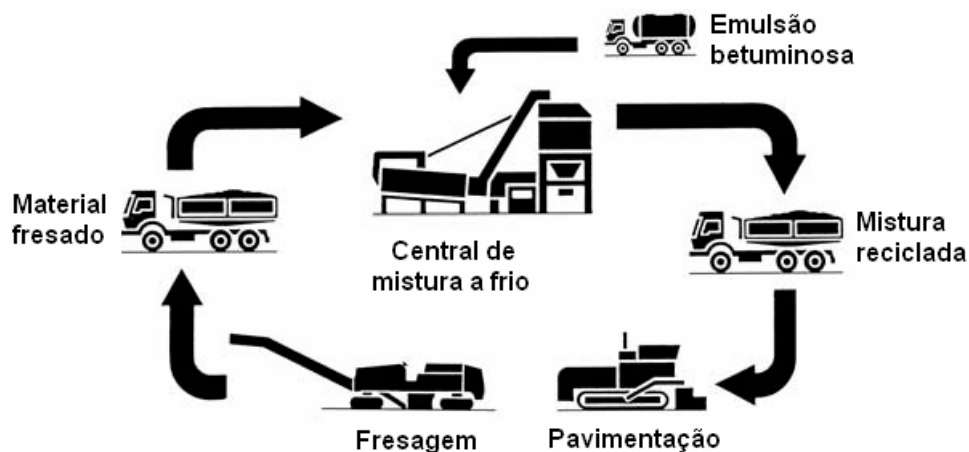 Emulsão
betuminosa
Material
fresado
Central de
mistura a frio
Mistura
reciclada
Fresagem
Pavimentação